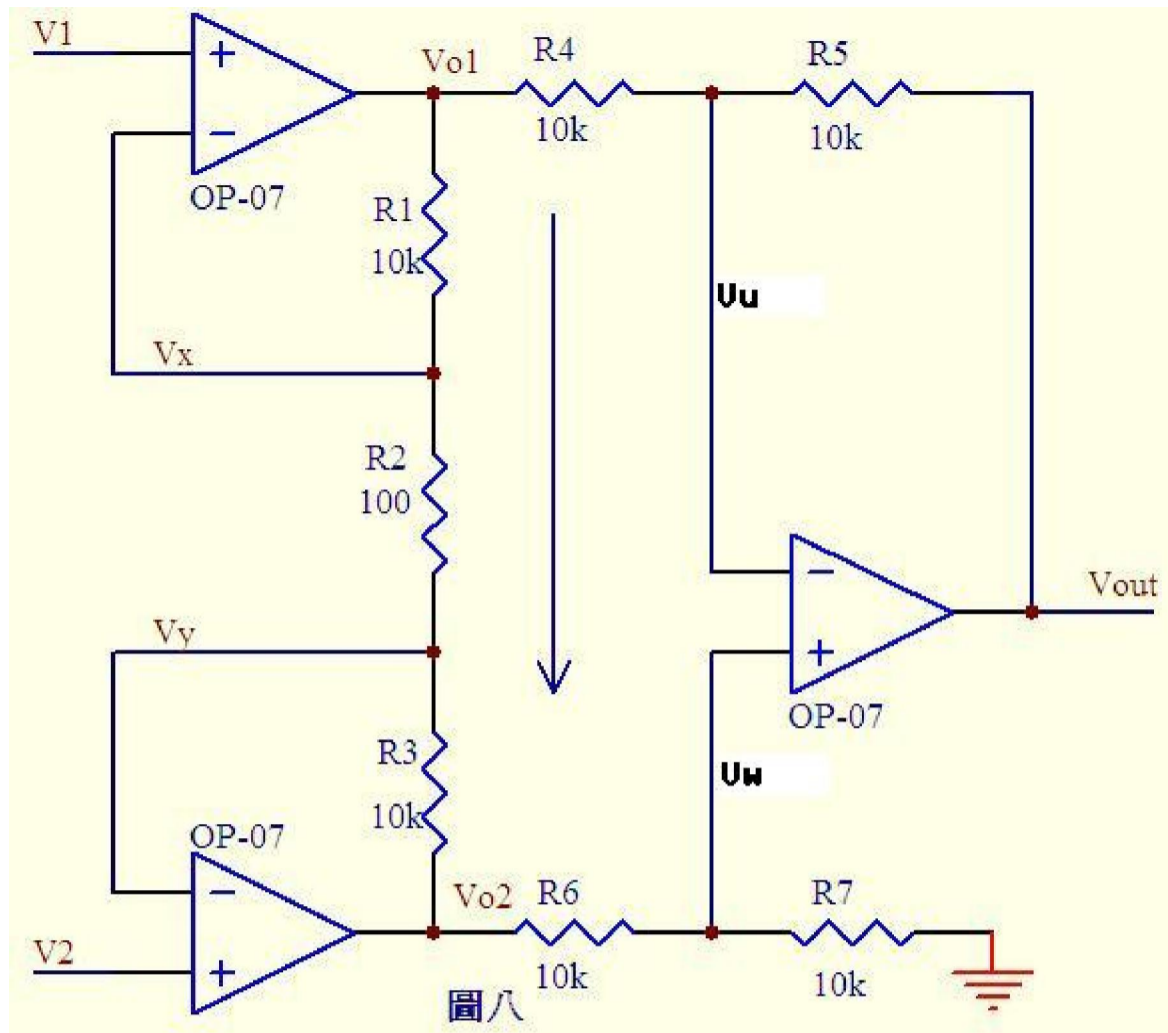 V1
+
−
OP-07
Vo1
R4
10k
R5
10k
R1
10k
Vu
Vx
R2
100
−
+
OP-07
Vout
Vy
R3
10k
Vw
OP-07
−
+
V2
Vo2
R6
10k
R7
10k
圖八